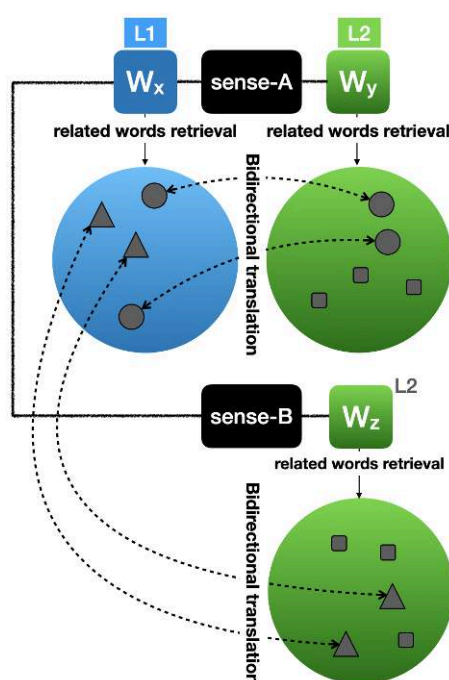 L1
L2
Wx
sense-A
Wy
related words retrieval
related words retrieval
Bidirectional translation
sense-B
Wz
L2
related words retrieval
Bidirectional translation